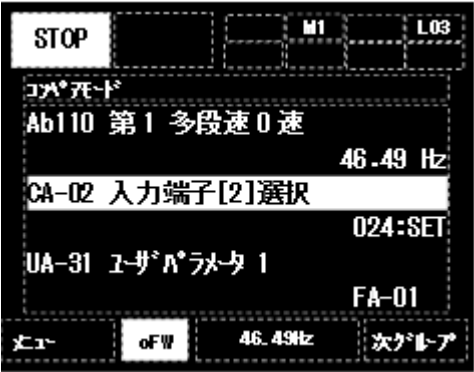 STOP
M1
L03
ｺﾝﾍﾟｱﾓｰﾄﾞ
Ab110 第1 多段速0速
46.49 Hz
CA-02 入力端子[2]選択
024:SET
UA-31 ﾕｰｻﾞﾊﾟﾗﾒｰﾀ 1
FA-01
ﾒﾆｭｰ
oFW
46.49Hz
次ｸﾞﾙｰﾌﾟ